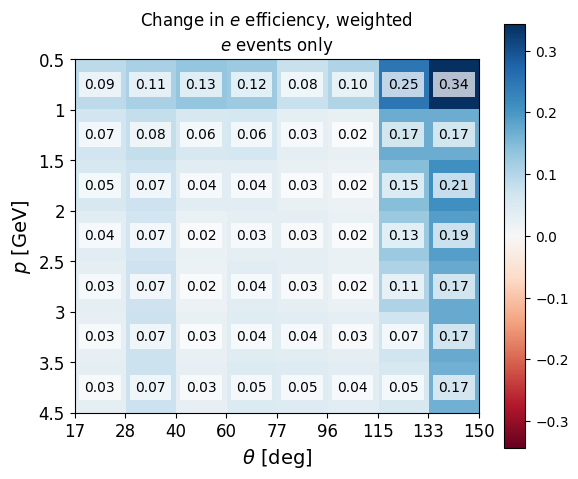 Change in e efficiency, weighted
e events only
0.5
0.09 0.11 0.13 0.12 0.08 0.10 0.25 0.34
1
0.07 0.08 0.06 0.06 0.03 0.02 0.17 0.17
1.5
0.05 0.07 0.04 0.04 0.03 0.02 0.15 0.21
2
0.04 0.07 0.02 0.03 0.03 0.02 0.13 0.19
2.5
0.03 0.07 0.02 0.04 0.03 0.02 0.11 0.17
3
0.03 0.07 0.03 0.04 0.04 0.03 0.07 0.17
3.5
0.03 0.07 0.03 0.05 0.05 0.04 0.05 0.17
4.5
p [GeV]
17 28 40 60 77 96 115 133 150
θ [deg]
0.3
0.2
0.1
0.0
−0.1
−0.2
−0.3